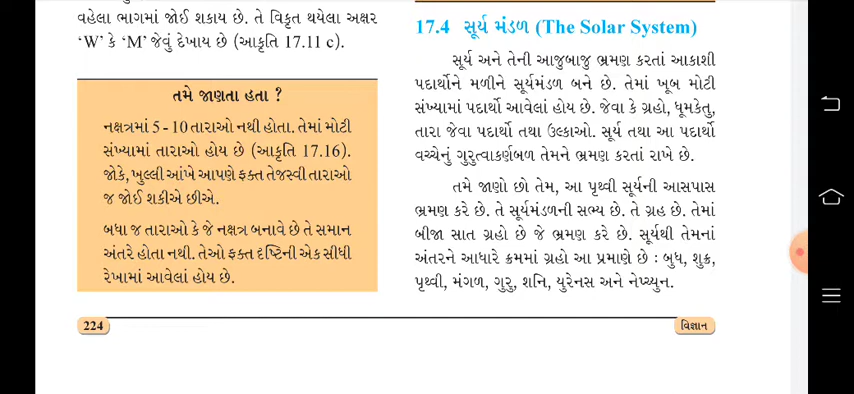 વહેલા ભાગમાં જોઈ શકાય છે. તે વિકૃત થયેલા અક્ષર
‘W’ કે ‘M’ જેવું દેખાય છે (આકૃતિ 17.11 c).
તમે જાણતા હતા ?
નક્ષત્રમાં 5 - 10 તારાઓ નથી હોતા. તેમાં મોટી
સંખ્યામાં તારાઓ હોય છે (આકૃતિ 17.16).
જોકે, ખુલ્લી આંખે આપણે ફક્ત તેજસ્વી તારાઓ
જ જોઈ શકીએ છીએ.
બધા જ તારાઓ કે જે નક્ષત્ર બનાવે છે તે સમાન
અંતરે હોતા નથી. તેઓ ફક્ત દૃષ્ટિની એક સીધી
રેખામાં આવેલાં હોય છે.
17.4 સૂર્ય મંડળ (The Solar System)
સૂર્ય અને તેની આજુબાજુ ભ્રમણ કરતાં આકાશી
પદાર્થોને મળીને સૂર્યમંડળ બને છે. તેમાં ખૂબ મોટી
સંખ્યામાં પદાર્થો આવેલાં હોય છે. જેવા કે ગ્રહો, ધૂમકેતુ,
તારા જેવા પદાર્થો તથા ઉલ્કાઓ. સૂર્ય તથા આ પદાર્થો
વચ્ચેનું ગુરુત્વાકર્ષણબળ તેમને ભ્રમણ કરતાં રાખે છે.
તમે જાણો છો તેમ, આ પૃથ્વી સૂર્યની આસપાસ
ભ્રમણ કરે છે. તે સૂર્યમંડળની સભ્ય છે. તે ગ્રહ છે. તેમાં
બીજા સાત ગ્રહો છે જે ભ્રમણ કરે છે. સૂર્યથી તેમનાં
અંતરને આધારે ક્રમમાં ગ્રહો આ પ્રમાણે છે : બુધ, શુક્ર,
પૃથ્વી, મંગળ, ગુરુ, શનિ, યુરેનસ અને નેપ્ચ્યુન.
224
વિજ્ઞાન